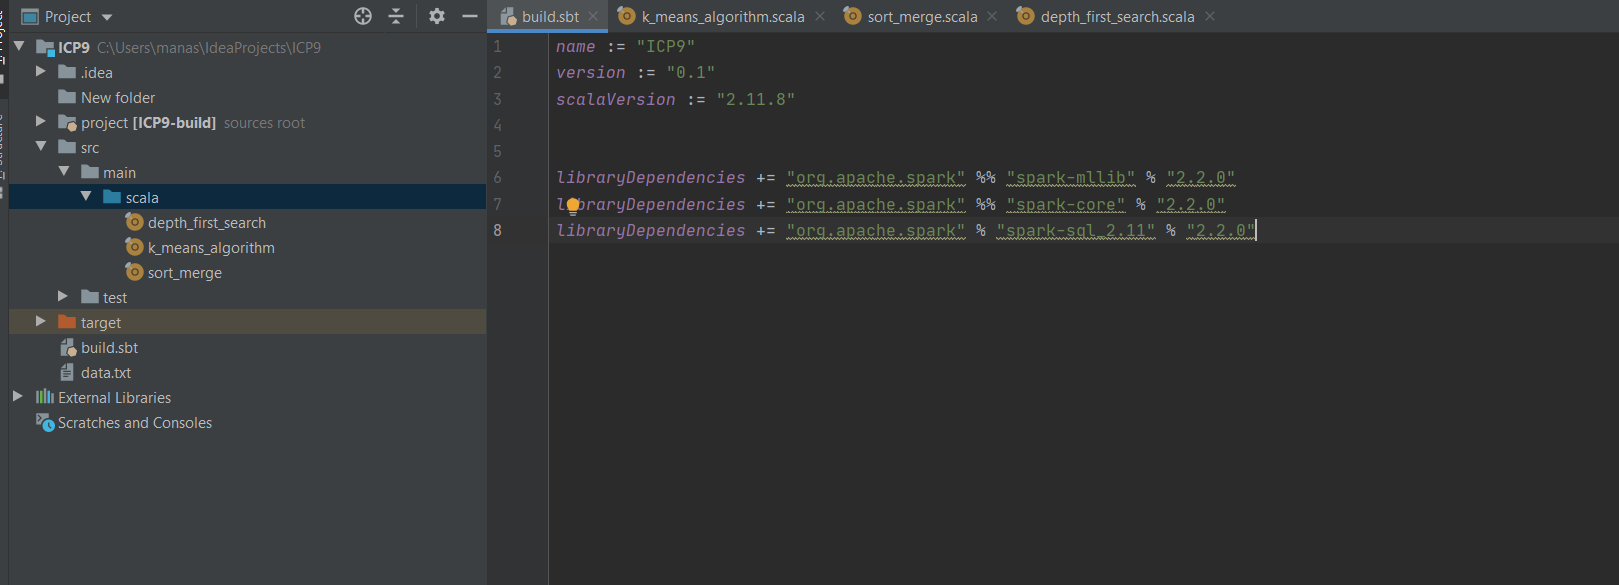 Project
build.sbt
k_means_algorithm.scala
sort_merge.scala
depth_first_search.scala
ICP9 C:\Users\manas\IdeaProjects\ICP9
.idea
New folder
project [ICP9-build] sources root
src
main
scala
depth_first_search
k_means_algorithm
sort_merge
test
target
build.sbt
data.txt
External Libraries
Scratches and Consoles
1 name := "ICP9"
2 version := "0.1"
3 scalaVersion := "2.11.8"
4
5
6 libraryDependencies += "org.apache.spark" %% "spark-mllib" % "2.2.0"
7 libraryDependencies += "org.apache.spark" %% "spark-core" % "2.2.0"
8 libraryDependencies += "org.apache.spark" % "spark-sql_2.11" % "2.2.0"